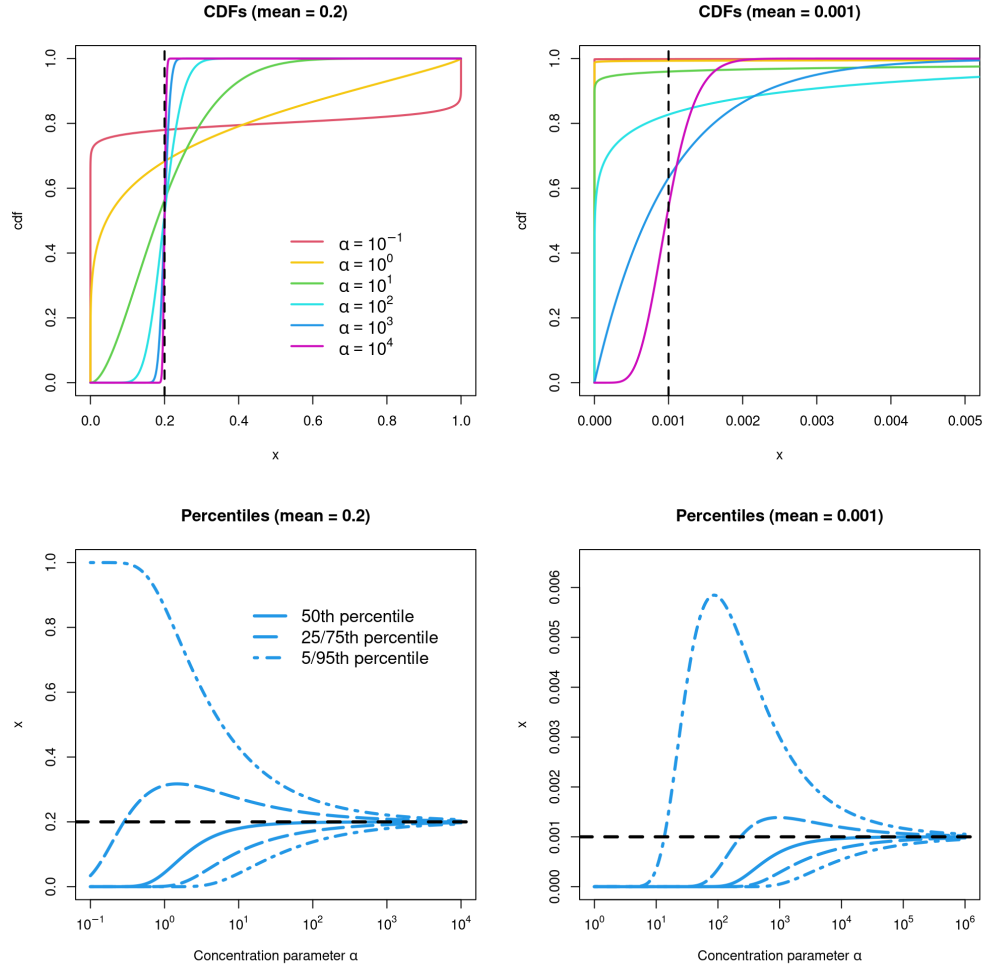 CDFs (mean = 0.2)
cdf
1.0
0.8
0.6
0.4
0.2
0.0
α = 10⁻¹
α = 10⁰
α = 10¹
α = 10²
α = 10³
α = 10⁴
0.0 0.2 0.4 0.6 0.8 1.0
x
CDFs (mean = 0.001)
cdf
1.0
0.8
0.6
0.4
0.2
0.0
0.000 0.001 0.002 0.003 0.004 0.005
x
Percentiles (mean = 0.2)
x
1.0
0.8
0.6
0.4
0.2
0.0
50th percentile
25/75th percentile
5/95th percentile
10⁻¹ 10⁰ 10¹ 10² 10³ 10⁴
Concentration parameter α
Percentiles (mean = 0.001)
x
0.006
0.005
0.004
0.003
0.002
0.001
0.000
10⁰ 10¹ 10² 10³ 10⁴ 10⁵ 10⁶
Concentration parameter α